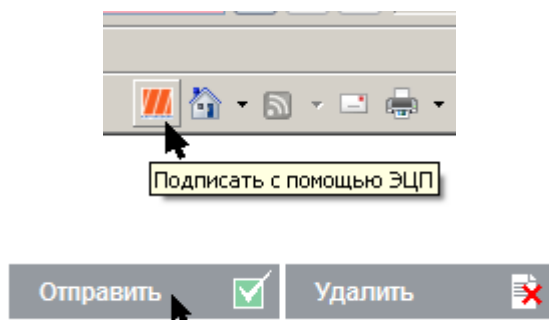 Подписать с помощью ЭЦП
Отправить Удалить